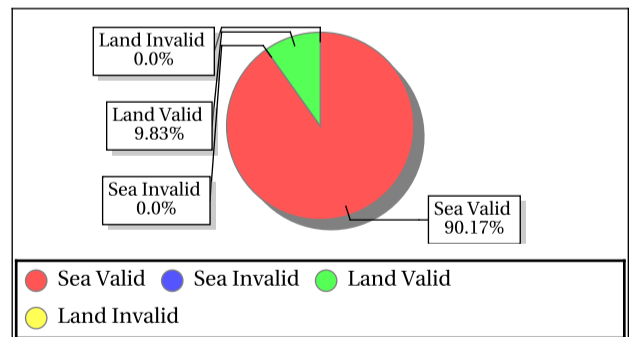 Land Invalid
0.0%
Land Valid
9.83%
Sea Invalid
0.0%
Sea Valid
90.17%
Sea Valid Sea Invalid Land Valid
Land Invalid